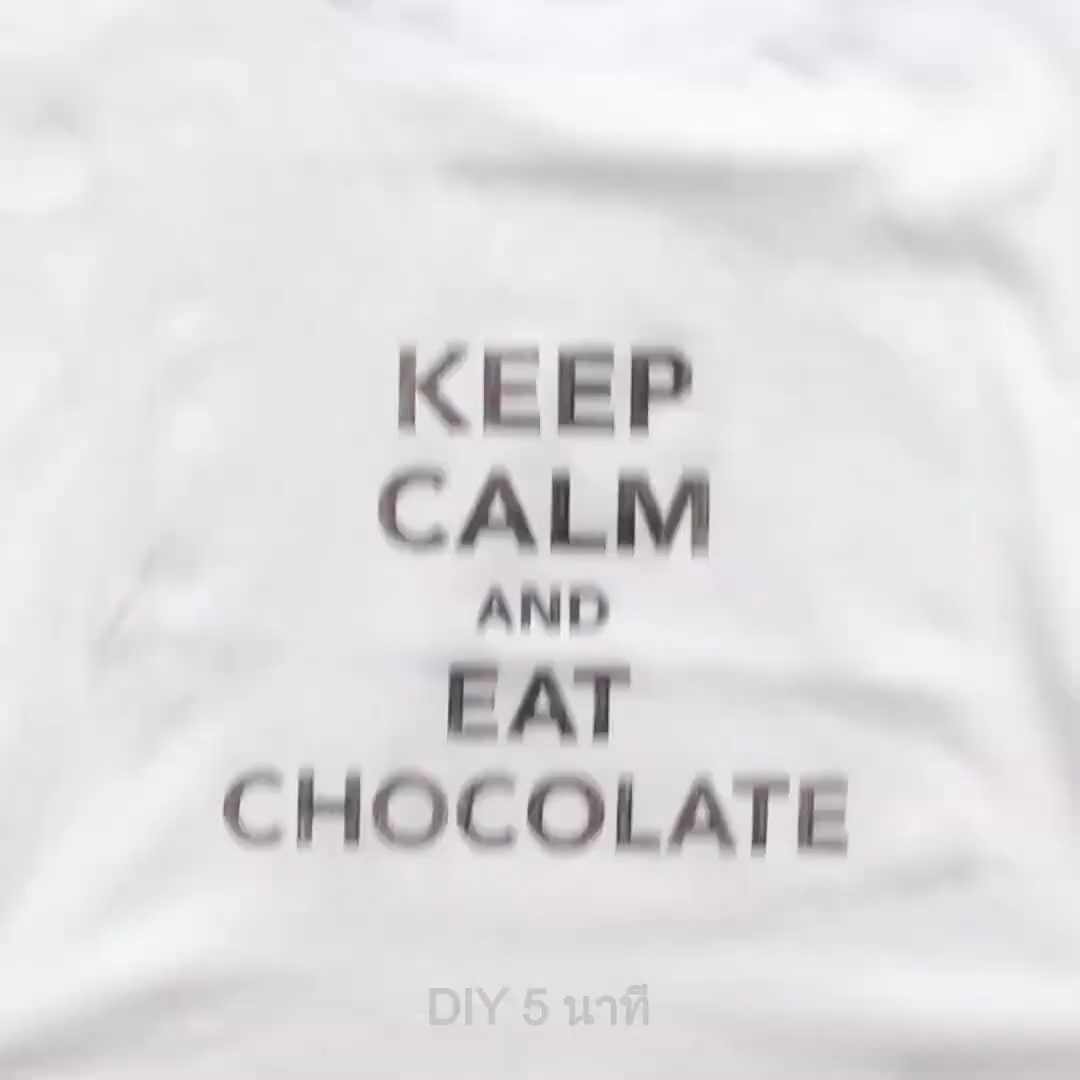 KEEP
CALM
AND
EAT
CHOCOLATE
DIY 5 นาที